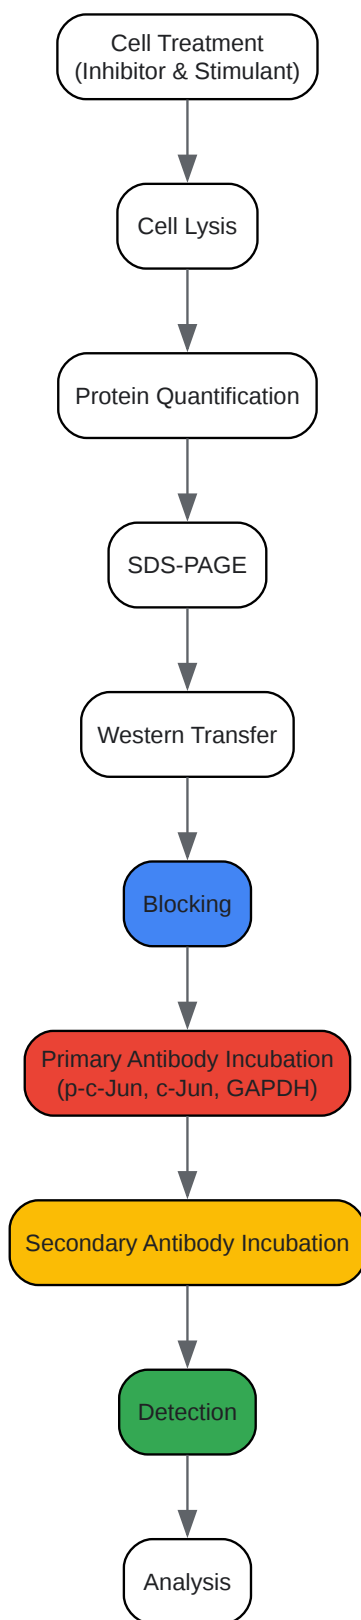 Cell Treatment
(Inhibitor & Stimulant)
Cell Lysis
Protein Quantification
SDS-PAGE
Western Transfer
Blocking
Primary Antibody Incubation
(p-c-Jun, c-Jun, GAPDH)
Secondary Antibody Incubation
Detection
Analysis